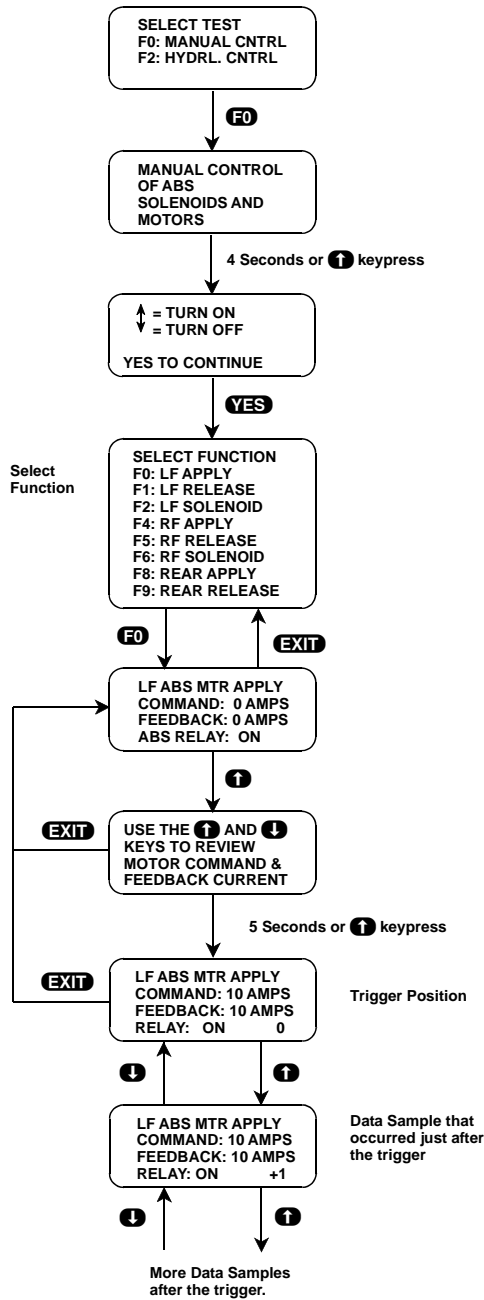 SELECT TEST
F0: MANUAL CNTRL
F2: HYDRL. CNTRL
F0
MANUAL CONTROL
OF ABS
SOLENOIDS AND
MOTORS
4 Seconds or ⬆ keypress
= TURN ON
= TURN OFF
YES TO CONTINUE
YES
Select
Function
SELECT FUNCTION
F0: LF APPLY
F1: LF RELEASE
F2: LF SOLENOID
F4: RF APPLY
F5: RF RELEASE
F6: RF SOLENOID
F8: REAR APPLY
F9: REAR RELEASE
F0
EXIT
LF ABS MTR APPLY
COMMAND: 0 AMPS
FEEDBACK: 0 AMPS
ABS RELAY: ON
⬆
EXIT
USE THE ⬆ AND ⬇
KEYS TO REVIEW
MOTOR COMMAND &
FEEDBACK CURRENT
5 Seconds or ⬆ keypress
EXIT
LF ABS MTR APPLY
COMMAND: 10 AMPS
FEEDBACK: 10 AMPS
RELAY: ON 0
Trigger Position
⬇ ⬆
LF ABS MTR APPLY
COMMAND: 10 AMPS
FEEDBACK: 10 AMPS
RELAY: ON +1
Data Sample that
occurred just after
the trigger
⬇ ⬆
More Data Samples
after the trigger.